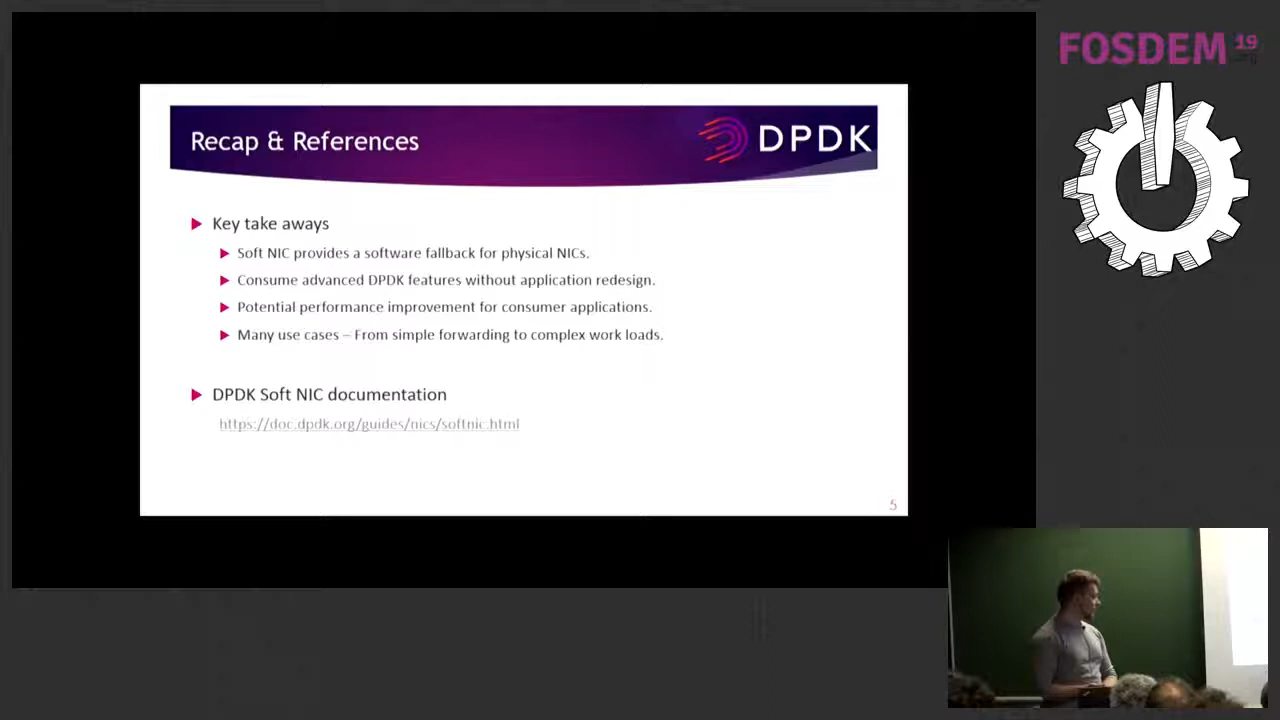 FOSDEM 19
.org
Recap & References
DPDK
Key take aways
Soft NIC provides a software fallback for physical NICs.
Consume advanced DPDK features without application redesign.
Potential performance improvement for consumer applications.
Many use cases – From simple forwarding to complex work loads.
DPDK Soft NIC documentation
https://doc.dpdk.org/guides/nics/softnic.html
5